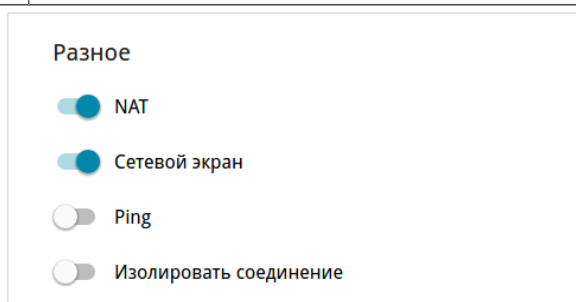 Разное
NAT
Сетевой экран
Ping
Изолировать соединение